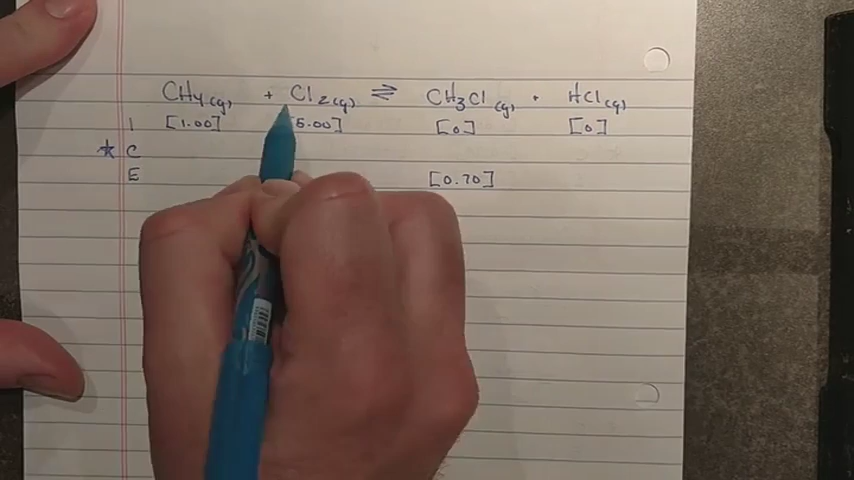 CH4(g) + Cl2(g) ⇌ CH3Cl(g) + HCl(g)
I [1.00] 5.00] [0] [0]
★ C
E [0.70]